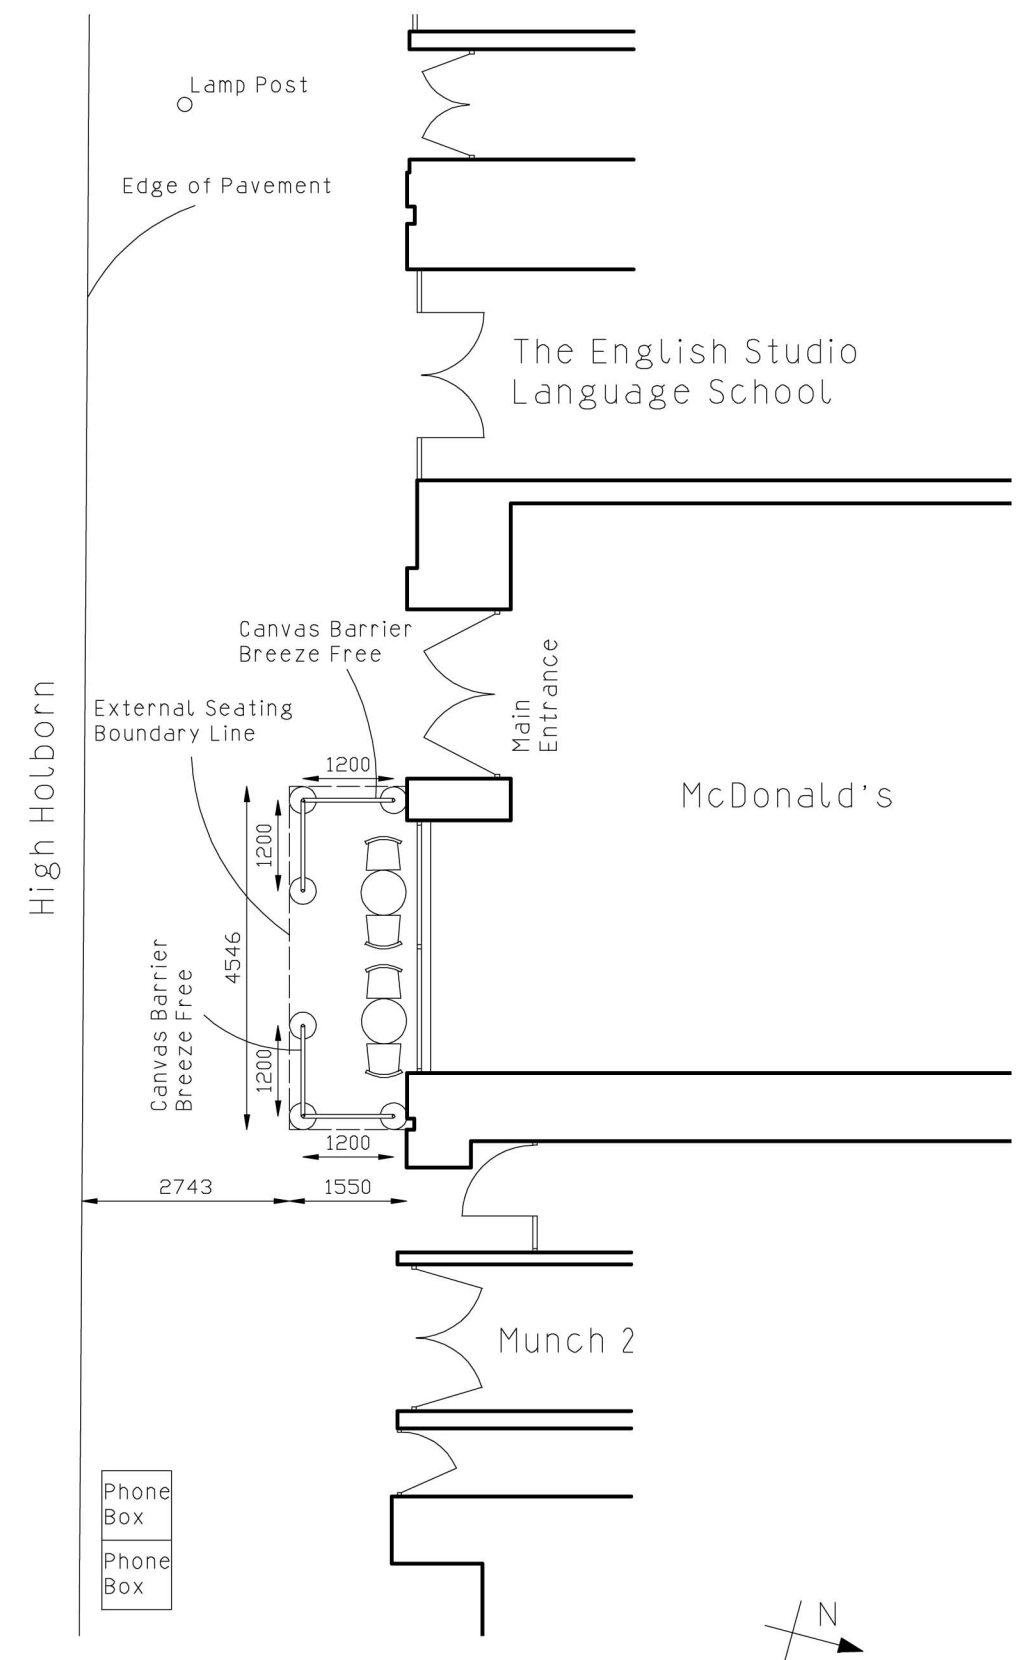 Lamp Post
Edge of Pavement
The English Studio
Language School
Canvas Barrier
Breeze Free
Main
Entrance
External Seating
Boundary Line
High Holborn
1200
McDonald's
1200
4546
Canvas Barrier
Breeze Free
1200
1200
2743
1550
Munch 2
Phone
Box
Phone
Box
N